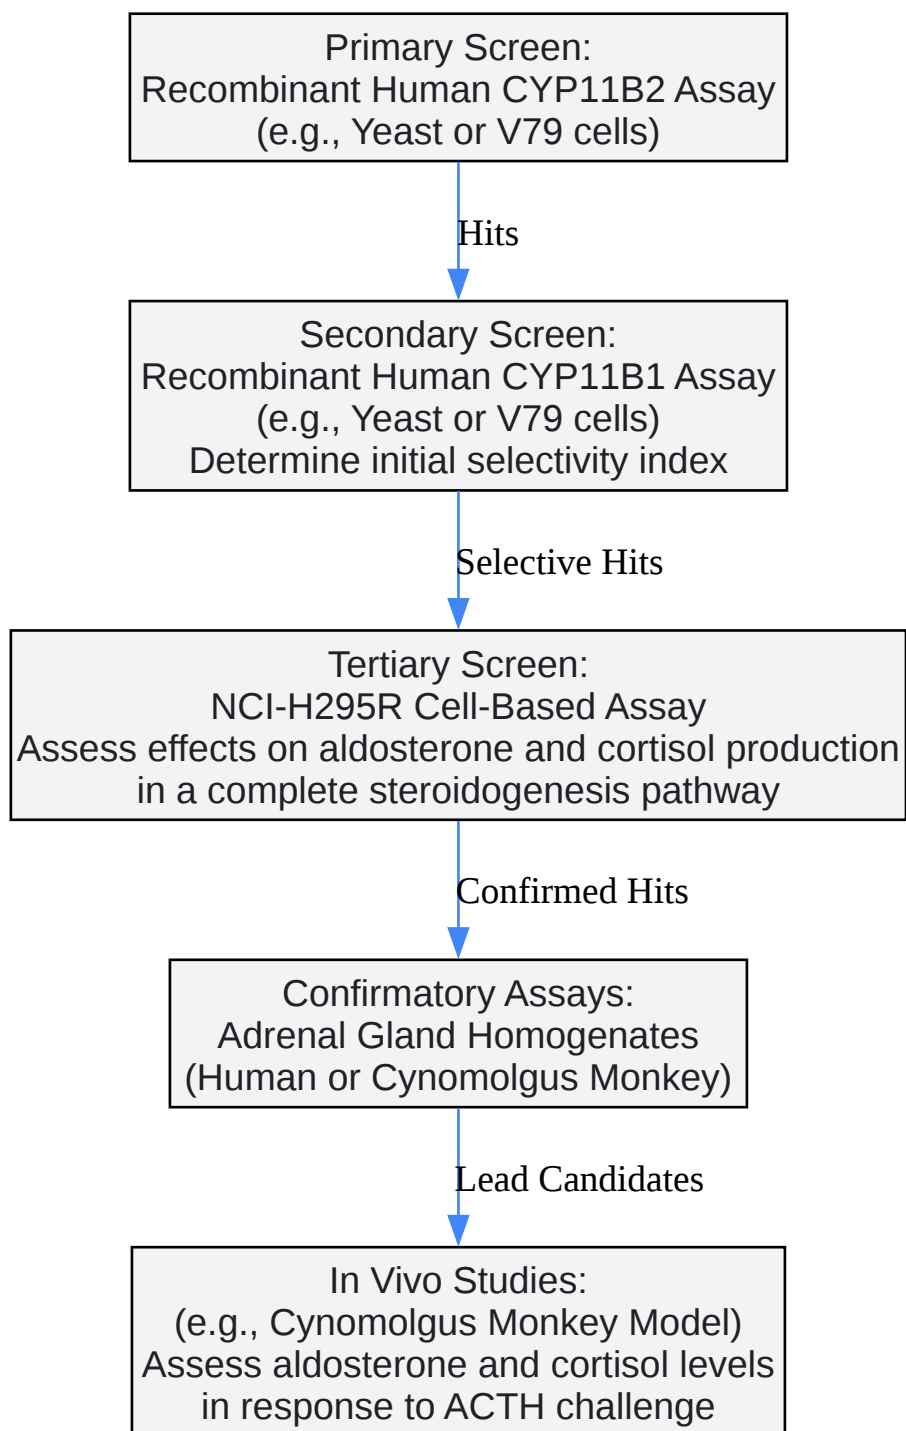 Primary Screen:
Recombinant Human CYP11B2 Assay
(e.g., Yeast or V79 cells)
Hits
Secondary Screen:
Recombinant Human CYP11B1 Assay
(e.g., Yeast or V79 cells)
Determine initial selectivity index
Selective Hits
Tertiary Screen:
NCI-H295R Cell-Based Assay
Assess effects on aldosterone and cortisol production
in a complete steroidogenesis pathway
Confirmed Hits
Confirmatory Assays:
Adrenal Gland Homogenates
(Human or Cynomolgus Monkey)
Lead Candidates
In Vivo Studies:
(e.g., Cynomolgus Monkey Model)
Assess aldosterone and cortisol levels
in response to ACTH challenge